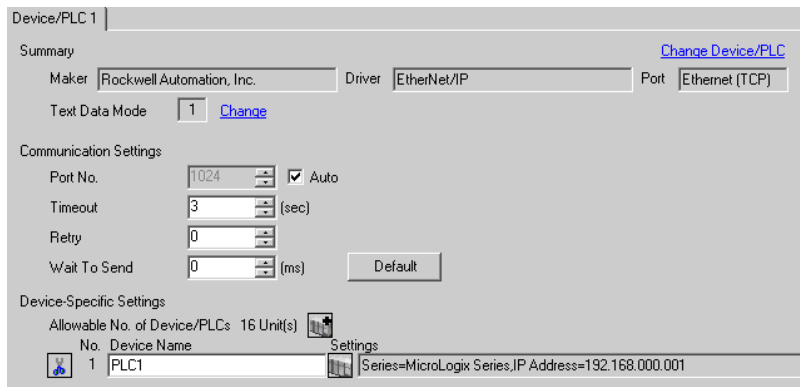 Device/PLC 1
Summary
Change Device/PLC
Maker Rockwell Automation, Inc. Driver EtherNet/IP Port Ethernet (TCP)
Text Data Mode 1 Change
Communication Settings
Port No. 1024 Auto
Timeout 3 (sec)
Retry 0
Wait To Send 0 (ms) Default
Device-Specific Settings
Allowable No. of Device/PLCs 16 Unit(s)
No. Device Name Settings
1 PLC1 Series=MicroLogix Series,IP Address=192.168.000.001